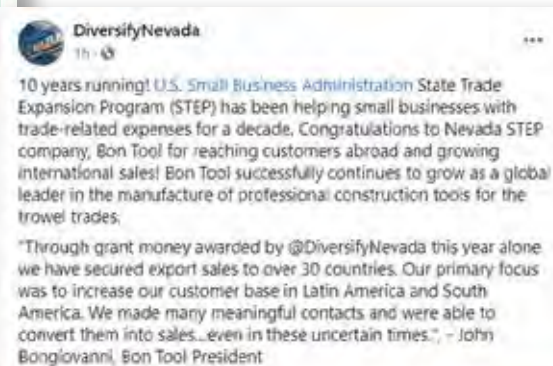 DiversifyNevada
1h ·
10 years running! U.S. Small Business Administration State Trade
Expansion Program (STEP) has been helping small businesses with
trade-related expenses for a decade. Congratulations to Nevada STEP
company, Bon Tool for reaching customers abroad and growing
international sales! Bon Tool successfully continues to grow as a global
leader in the manufacture of professional construction tools for the
trowel trades.
"Through grant money awarded by @DiversifyNevada this year alone
we have secured export sales to over 30 countries. Our primary focus
was to increase our customer base in Latin America and South
America. We made many meaningful contacts and were able to
convert them into sales...even in these uncertain times.", - John
Bongiovanni, Bon Tool President